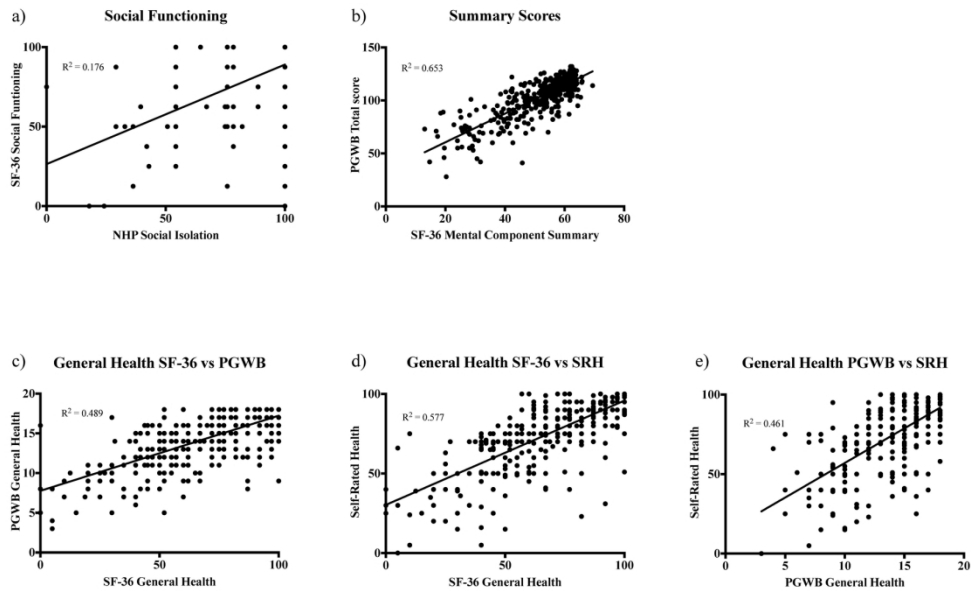 a) Social Functioning
R² = 0.176
100
50
0
SF-36 Social Funtioning
0 50 100
NHP Social Isolation
b) Summary Scores
R² = 0.653
150
100
50
0
PGWB Total score
0 20 40 60 80
SF-36 Mental Component Summary
c) General Health SF-36 vs PGWB
R² = 0.489
20
15
10
5
0
PGWB General Health
0 50 100
SF-36 General Health
d) General Health SF-36 vs SRH
R² = 0.577
100
50
0
Self-Rated Health
0 50 100
SF-36 General Health
e) General Health PGWB vs SRH
R² = 0.461
100
50
0
Self-Rated Health
0 5 10 15 20
PGWB General Health